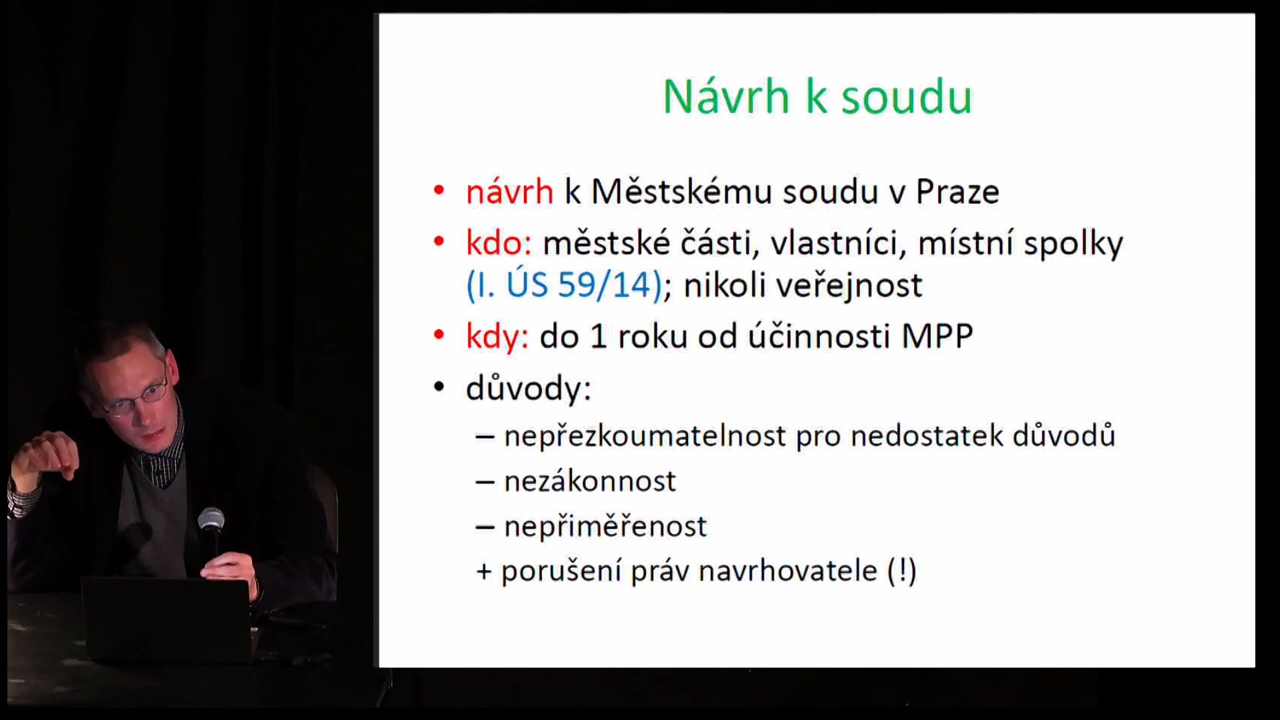 Návrh k soudu
• návrh k Městskému soudu v Praze
• kdo: městské části, vlastníci, místní spolky
(I. ÚS 59/14); nikoli veřejnost
• kdy: do 1 roku od účinnosti MPP
• důvody:
– nepřezkoumatelnost pro nedostatek důvodů
– nezákonnost
– nepřiměřenost
+ porušení práv navrhovatele (!)